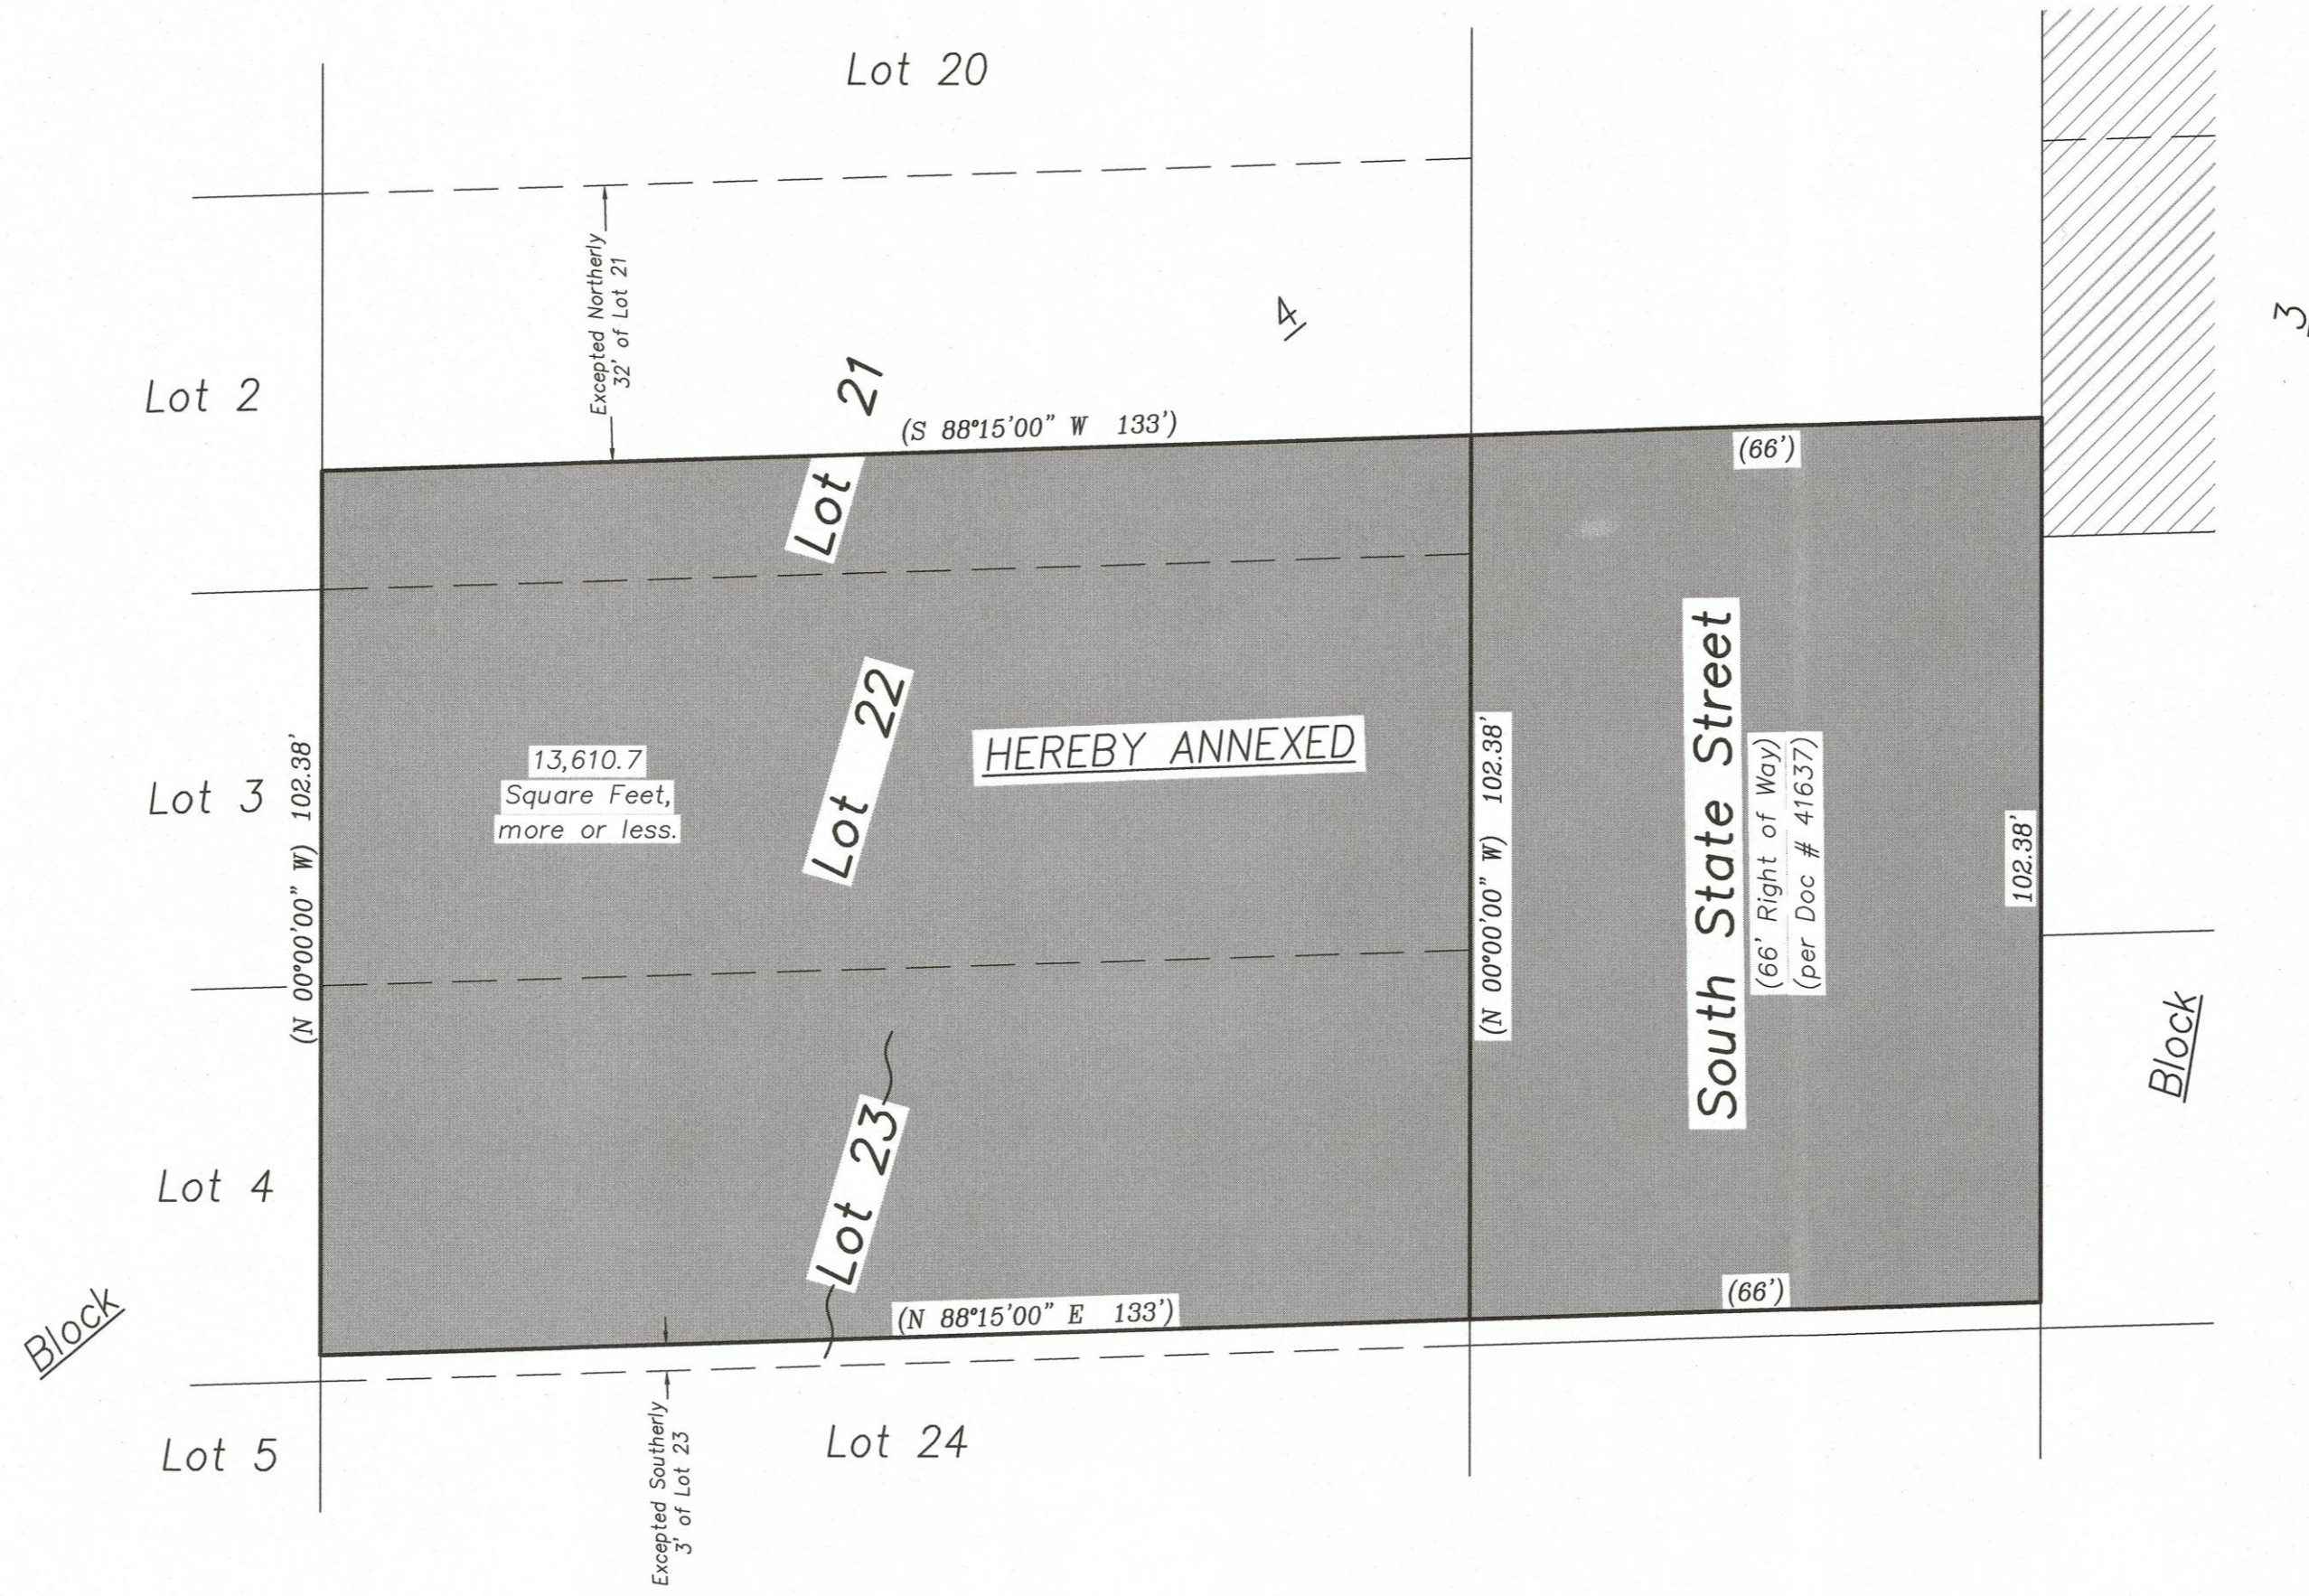 Lot 20
Excepted Northerly
32' of Lot 21
4
3
Lot 2
Lot 21
(S 88°15'00" W 133')
(66')
Lot 3
(N 00°00'00" W) 102.38'
13,610.7
Square Feet,
more or less.
Lot 22
HEREBY ANNEXED
(N 00°00'00" W) 102.38'
South State Street
(66' Right of Way)
(per Doc # 41637)
102.38'
Block
Lot 4
Lot 23
(N 88°15'00" E 133')
(66')
Block
Lot 5
Excepted Southerly
3' of Lot 23
Lot 24